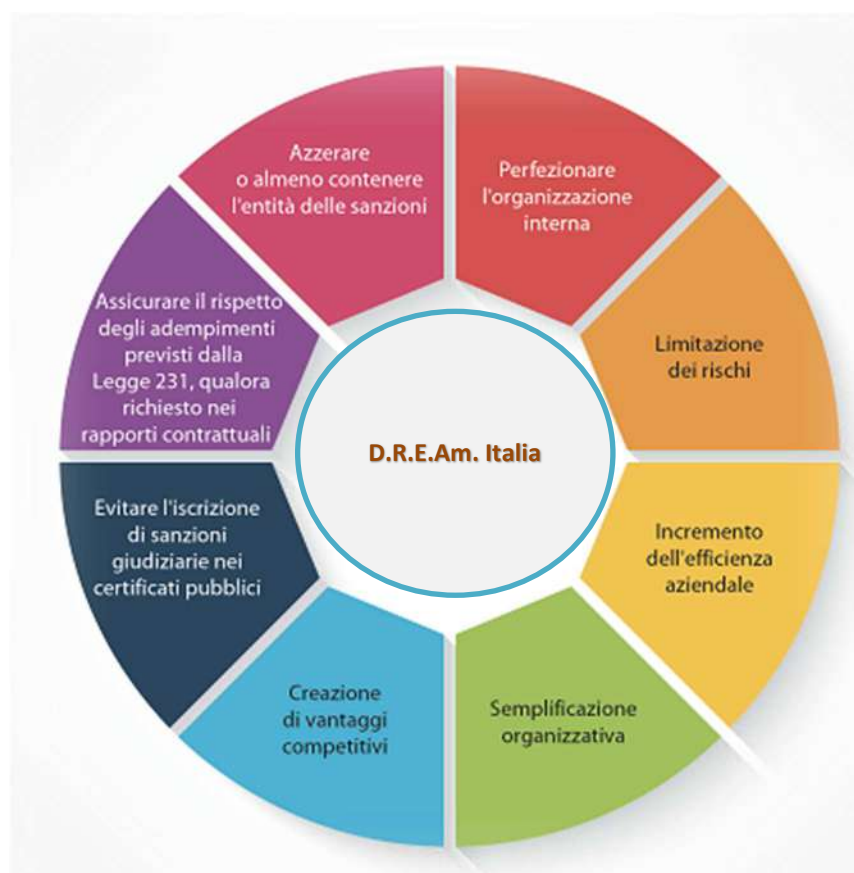 Azzerare
o almeno contenere
l'entità delle sanzioni
Perfezionare
l'organizzazione
interna
Limitazione
dei rischi
Incremento
dell'efficienza
aziendale
Semplificazione
organizzativa
Creazione
di vantaggi
competitivi
Evitare l'iscrizione
di sanzioni
giudiziarie nei
certificati pubblici
Assicurare il rispetto
degli adempimenti
previsti dalla
Legge 231, qualora
richiesto nei
rapporti contrattuali
D.R.E.Am. Italia